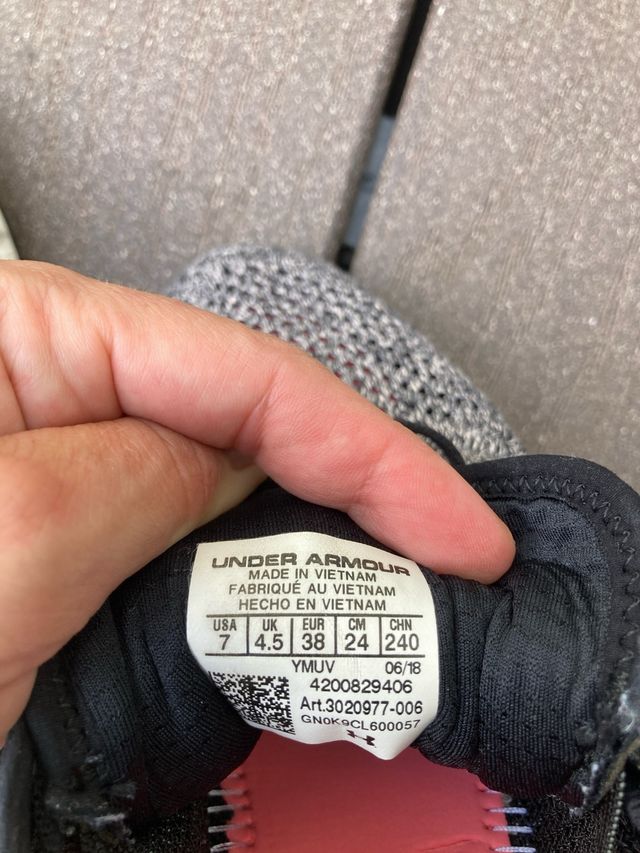 UNDER ARMOUR
MADE IN VIETNAM
FABRIQUÉ AU VIETNAM
HECHO EN VIETNAM
USA UK EUR CM CHN
7 4.5 38 24 240
YMUV 06/18
4200829406
Art.3020977-006
GN0K9CL600057